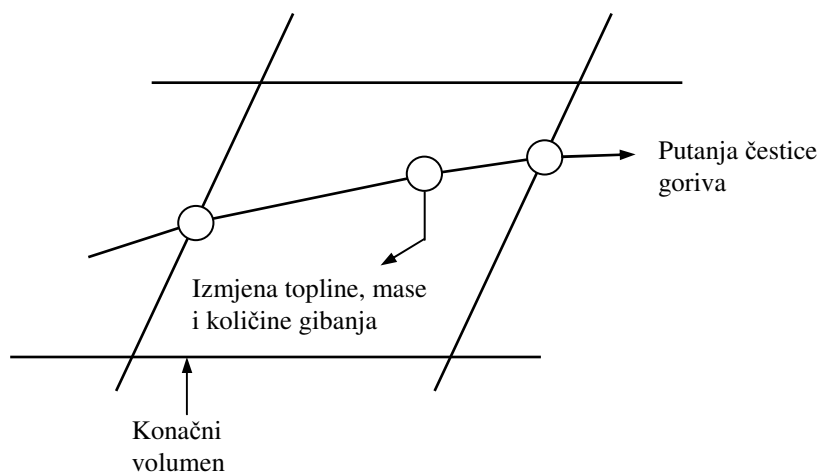 Putanja čestice
goriva
Izmjena topline, mase
i količine gibanja
Konačni
volumen